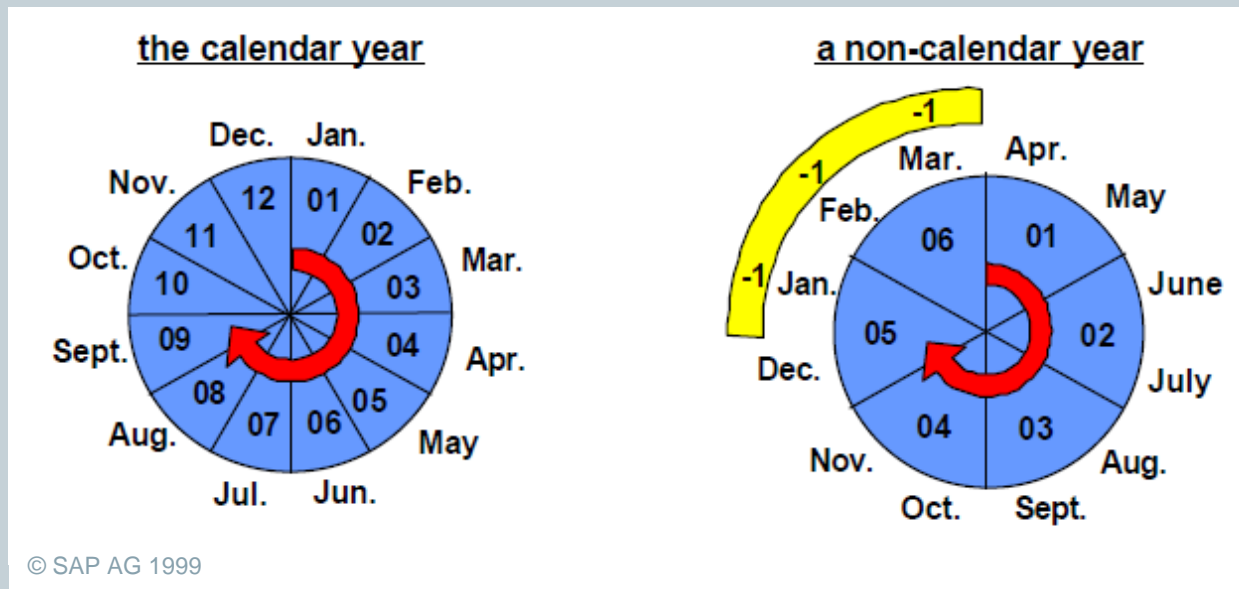 the calendar year
Dec. Jan.
Nov. Feb.
12 01
11 02
Oct. Mar.
10 03
09 04
Sept. Apr.
08 05
07 06
Aug. May
Jul. Jun.
© SAP AG 1999
a non-calendar year
-1
-1
-1
Mar. Apr.
Feb. May
06 01
Jan. June
05 02
Dec. July
04 03
Nov. Aug.
Oct. Sept.